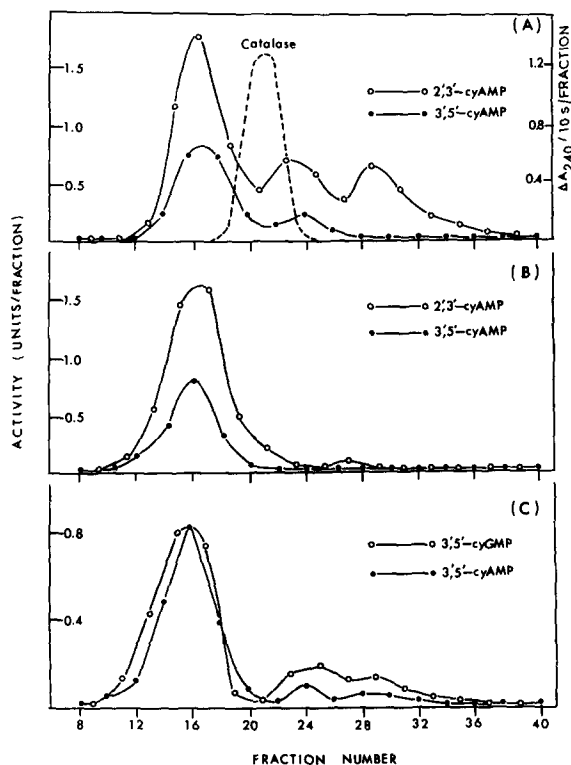 (A)
Catalase
1.5
1.0
0.5
2',3'-cyAMP
3',5'-cyAMP
1.2
0.8
0.4
ΔA240/10 s/FRACTION
(B)
1.5
1.0
0.5
2',3'-cyAMP
3',5'-cyAMP
ACTIVITY (UNITS/FRACTION)
(C)
0.8
0.4
3',5'-cyGMP
3',5'-cyAMP
8 12 16 20 24 28 32 36 40
FRACTION NUMBER